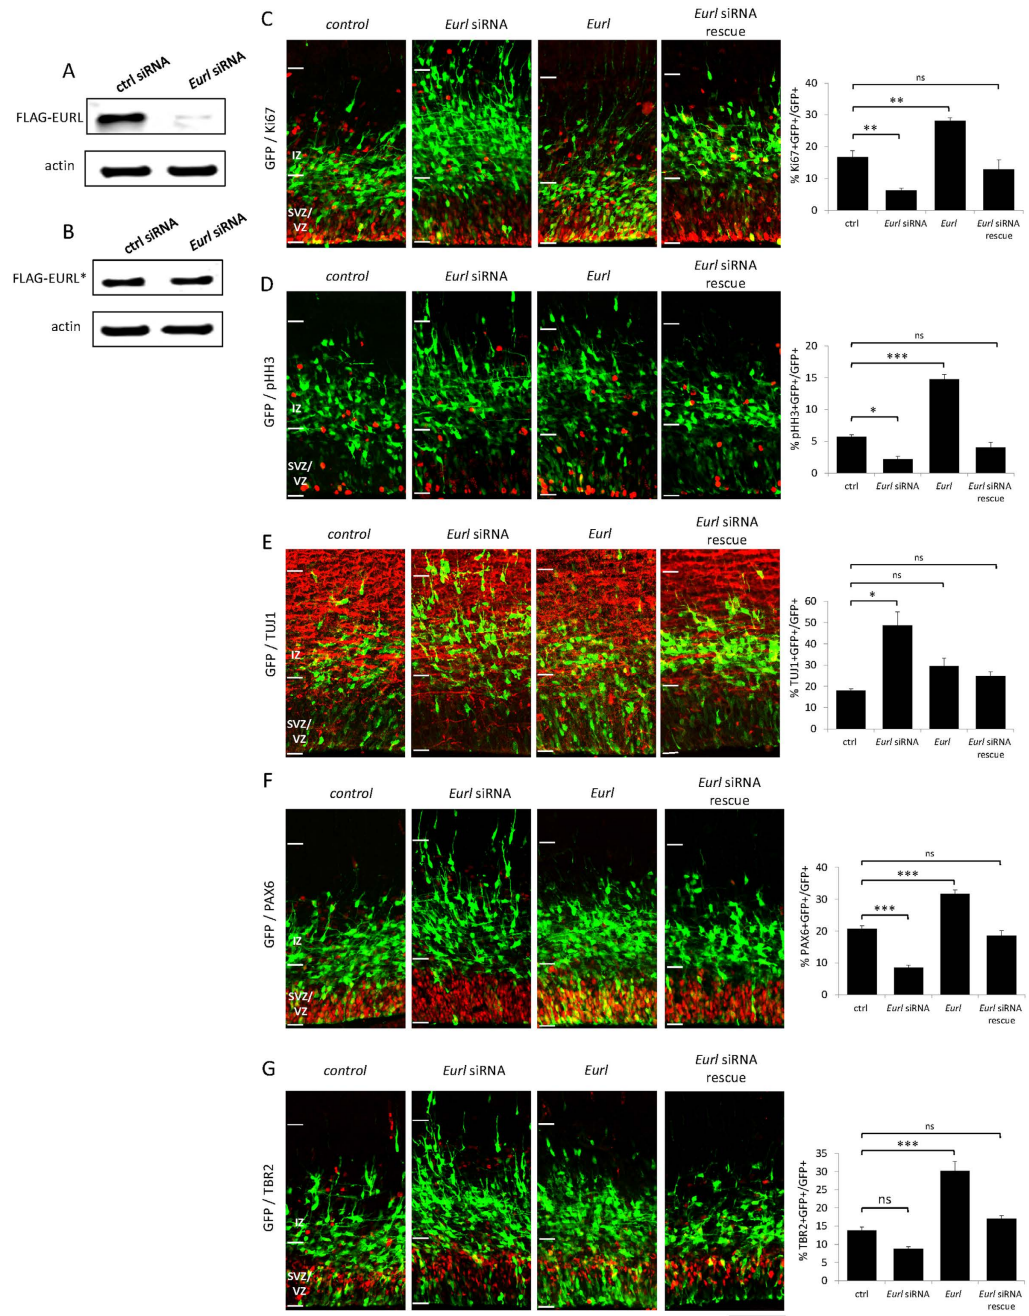 A
ctrl siRNA
Eurl siRNA
FLAG-EURL
actin
B
ctrl siRNA
Eurl siRNA
FLAG-EURL*
actin
C
control
Eurl siRNA
Eurl
Eurl siRNA
rescue
GFP / Ki67
IZ
SVZ/
VZ
% Ki67+GFP+/GFP+
40
30
20
10
0
ns
**
**
ctrl
Eurl siRNA
Eurl
Eurl siRNA
rescue
D
control
Eurl siRNA
Eurl
Eurl siRNA
rescue
GFP / pHH3
IZ
SVZ/
VZ
% pHH3+GFP+/GFP+
20
15
10
5
0
ns
***
*
ctrl
Eurl siRNA
Eurl
Eurl siRNA
rescue
E
control
Eurl siRNA
Eurl
Eurl siRNA
rescue
GFP / TUJ1
IZ
SVZ/
VZ
% TUJ1+GFP+/GFP+
60
50
40
30
20
10
0
ns
ns
*
ctrl
Eurl siRNA
Eurl
Eurl siRNA
rescue
F
control
Eurl siRNA
Eurl
Eurl siRNA
rescue
GFP / PAX6
IZ
SVZ/
VZ
% PAX6+GFP+/GFP+
40
30
20
10
0
ns
***
***
ctrl
Eurl siRNA
Eurl
Eurl siRNA
rescue
G
control
Eurl siRNA
Eurl
Eurl siRNA
rescue
GFP / TBR2
IZ
SVZ/
VZ
% TBR2+GFP+/GFP+
35
30
25
20
15
10
5
0
ns
***
ns
ctrl
Eurl siRNA
Eurl
Eurl siRNA
rescue